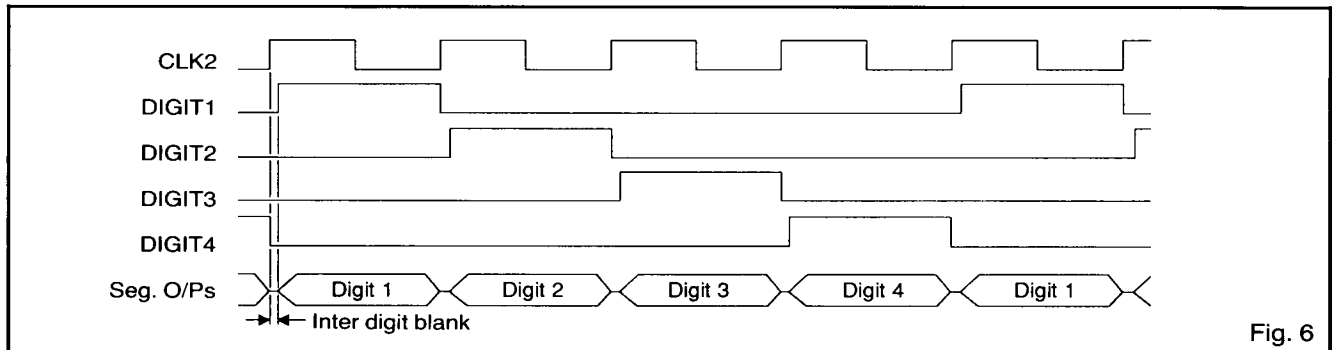 CLK2
DIGIT1
DIGIT2
DIGIT3
DIGIT4
Seg. O/Ps Digit 1 Digit 2 Digit 3 Digit 4 Digit 1
Inter digit blank
Fig. 6